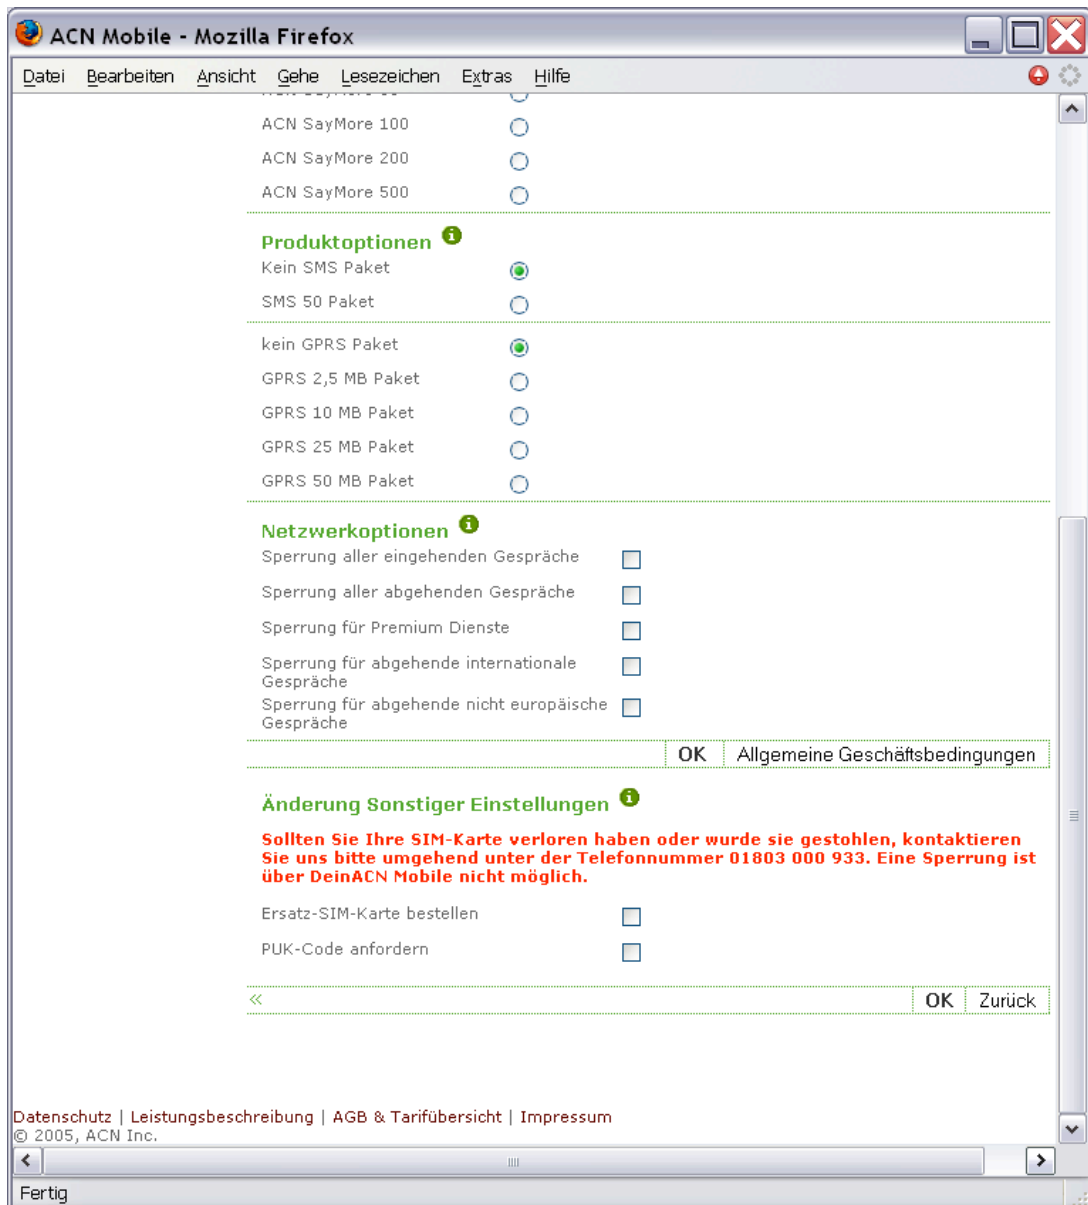 ACN Mobile - Mozilla Firefox
Datei Bearbeiten Ansicht Gehe Lesezeichen Extras Hilfe
ACN SayMore 100
ACN SayMore 200
ACN SayMore 500
Produktoptionen
Kein SMS Paket
SMS 50 Paket
kein GPRS Paket
GPRS 2,5 MB Paket
GPRS 10 MB Paket
GPRS 25 MB Paket
GPRS 50 MB Paket
Netzwerkoptionen
Sperrung aller eingehenden Gespräche
Sperrung aller abgehenden Gespräche
Sperrung für Premium Dienste
Sperrung für abgehende internationale
Gespräche
Sperrung für abgehende nicht europäische
Gespräche
OK Allgemeine Geschäftsbedingungen
Änderung Sonstiger Einstellungen
Sollten Sie Ihre SIM-Karte verloren haben oder wurde sie gestohlen, kontaktieren
Sie uns bitte umgehend unter der Telefonnummer 01803 000 933. Eine Sperrung ist
über DeinACN Mobile nicht möglich.
Ersatz-SIM-Karte bestellen
PUK-Code anfordern
« OK Zurück
Datenschutz | Leistungsbeschreibung | AGB & Tarifübersicht | Impressum
© 2005, ACN Inc.
Fertig